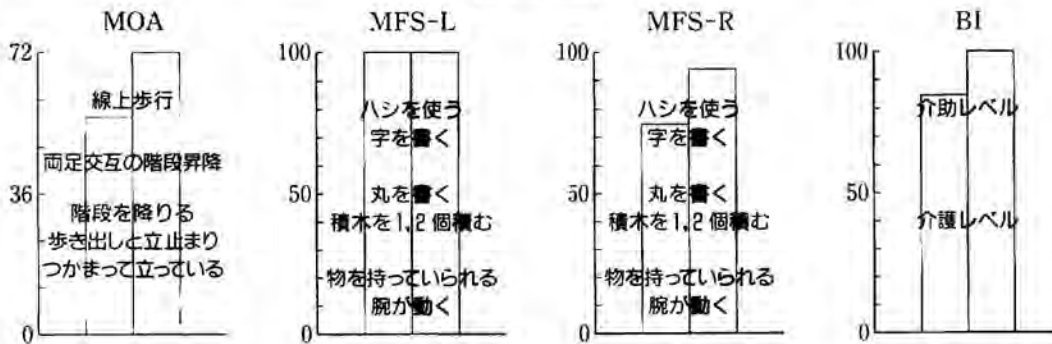 MOA
72
36
0
線上歩行
両足交互の階段昇降
階段を降りる
歩き出しと立止まり
つかまって立っている
MFS-L
100
50
0
ハシを使う
字を書く
丸を書く
積木を1,2個積む
物を持っていられる
腕が動く
MFS-R
100
50
0
ハシを使う
字を書く
丸を書く
積木を1,2個積む
物を持っていられる
腕が動く
BI
100
50
0
介助レベル
介護レベル